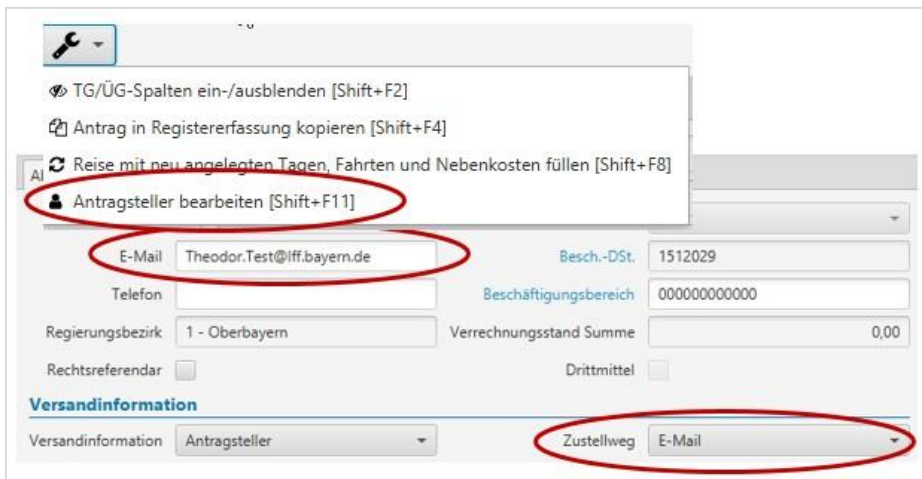 TG/ÜG-Spalten ein-/ausblenden [Shift+F2]
Antrag in Registererfassung kopieren [Shift+F4]
Reise mit neu angelegten Tagen, Fahrten und Nebenkosten füllen [Shift+F8]
Antragsteller bearbeiten [Shift+F11]
E-Mail Theodor.Test@lff.bayern.de Besch.-DSt. 1512029
Telefon Beschäftigungsbereich 000000000000
Regierungsbezirk 1 - Oberbayern Verrechnungsstand Summe 0,00
Rechtsreferendar Drittmittel
Versandinformation
Versandinformation Antragsteller Zustellweg E-Mail